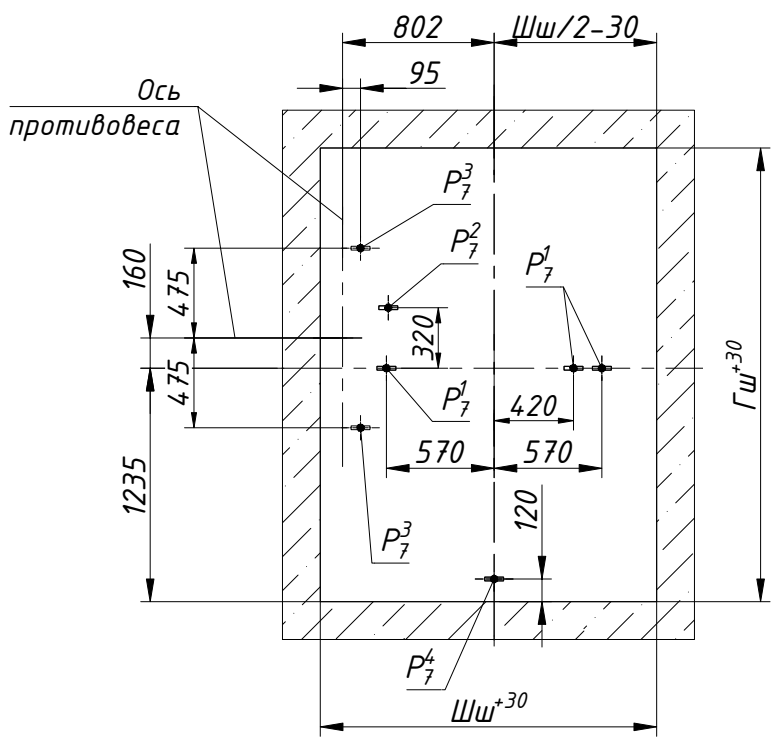 802
Шш/2-30
95
Ось
противовеса
P₇³
P₇²
P₇¹
160
475
320
475
P₇¹
420
Гш⁺³⁰
570
570
1235
120
P₇³
P₇⁴
Шш⁺³⁰